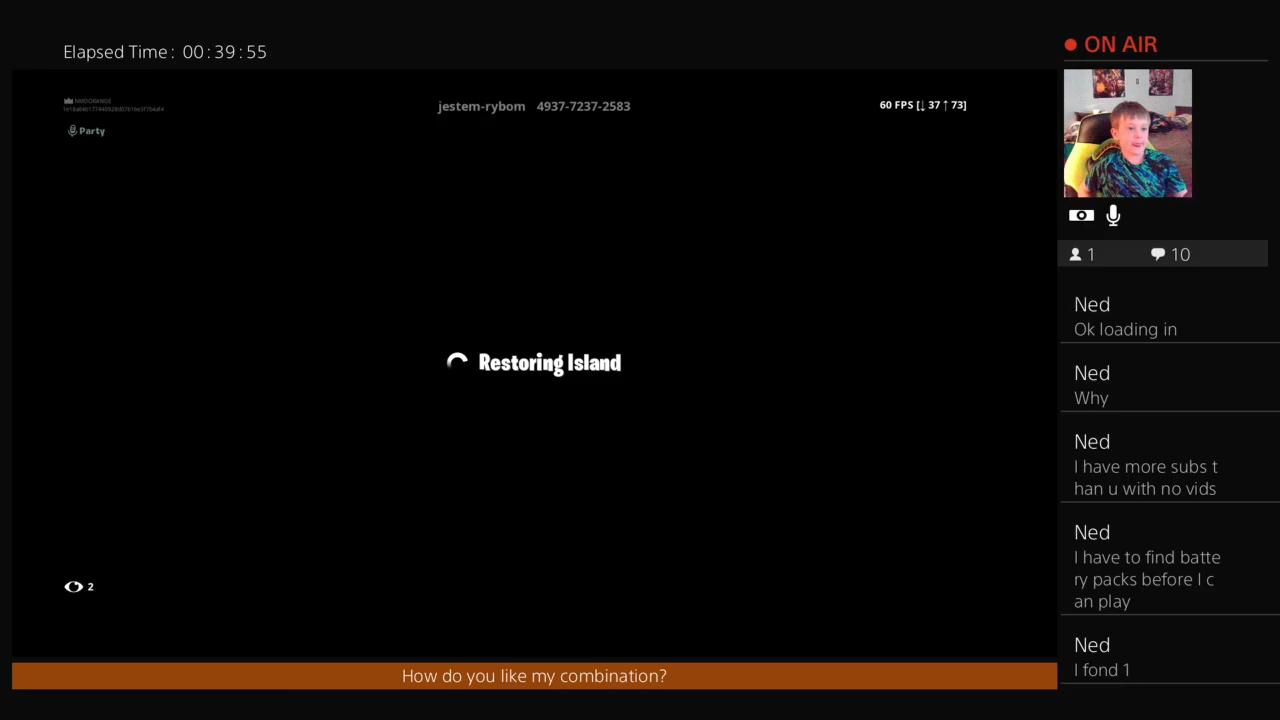 Elapsed Time: 00:39:55
ON AIR
NMDORANGE
jestem-rybom 4937-7237-2583
60 FPS [↓ 37 ↑ 73]
Party
1
10
Ned
Ok loading in
Ned
Why
Restoring Island
Ned
I have more subs t
han u with no vids
Ned
I have to find batte
ry packs before I c
an play
2
Ned
I fond 1
How do you like my combination?